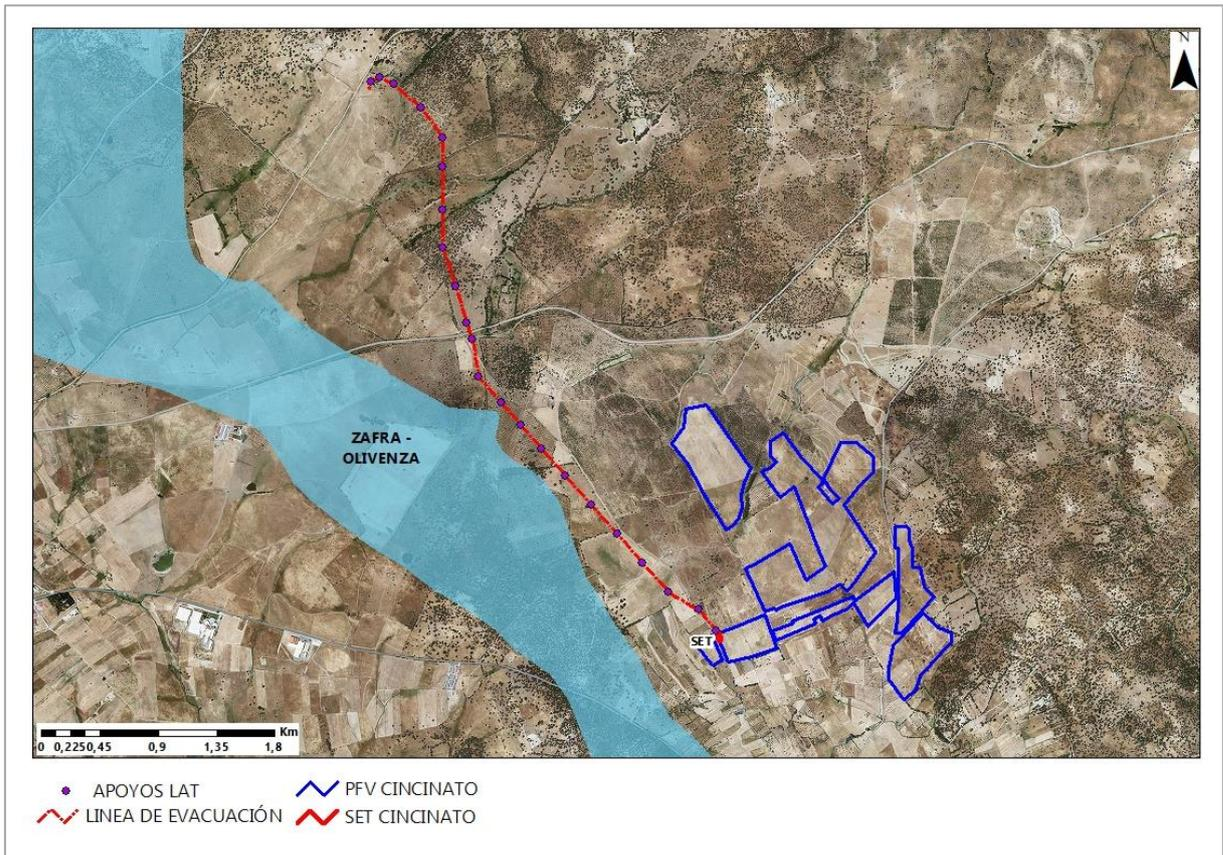 N
ZAFRA -
OLIVENZA
SET
Km
0 0,2250,45 0,9 1,35 1,8
APOYOS LAT
PFV CINCINATO
LINEA DE EVACUACIÓN
SET CINCINATO